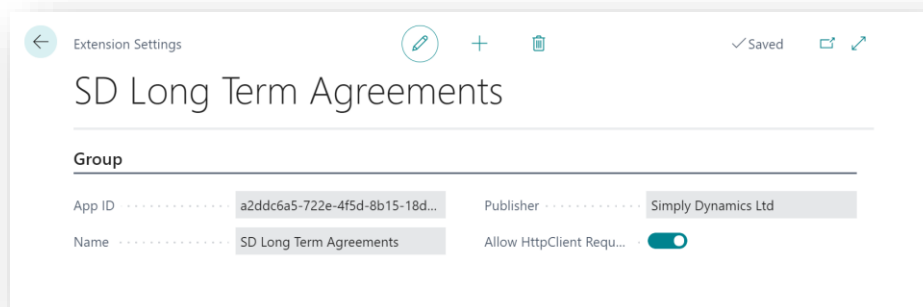 Extension Settings
Saved
SD Long Term Agreements
Group
App ID
a2ddc6a5-722e-4f5d-8b15-18d...
Publisher
Simply Dynamics Ltd
Name
SD Long Term Agreements
Allow HttpClient Requ...